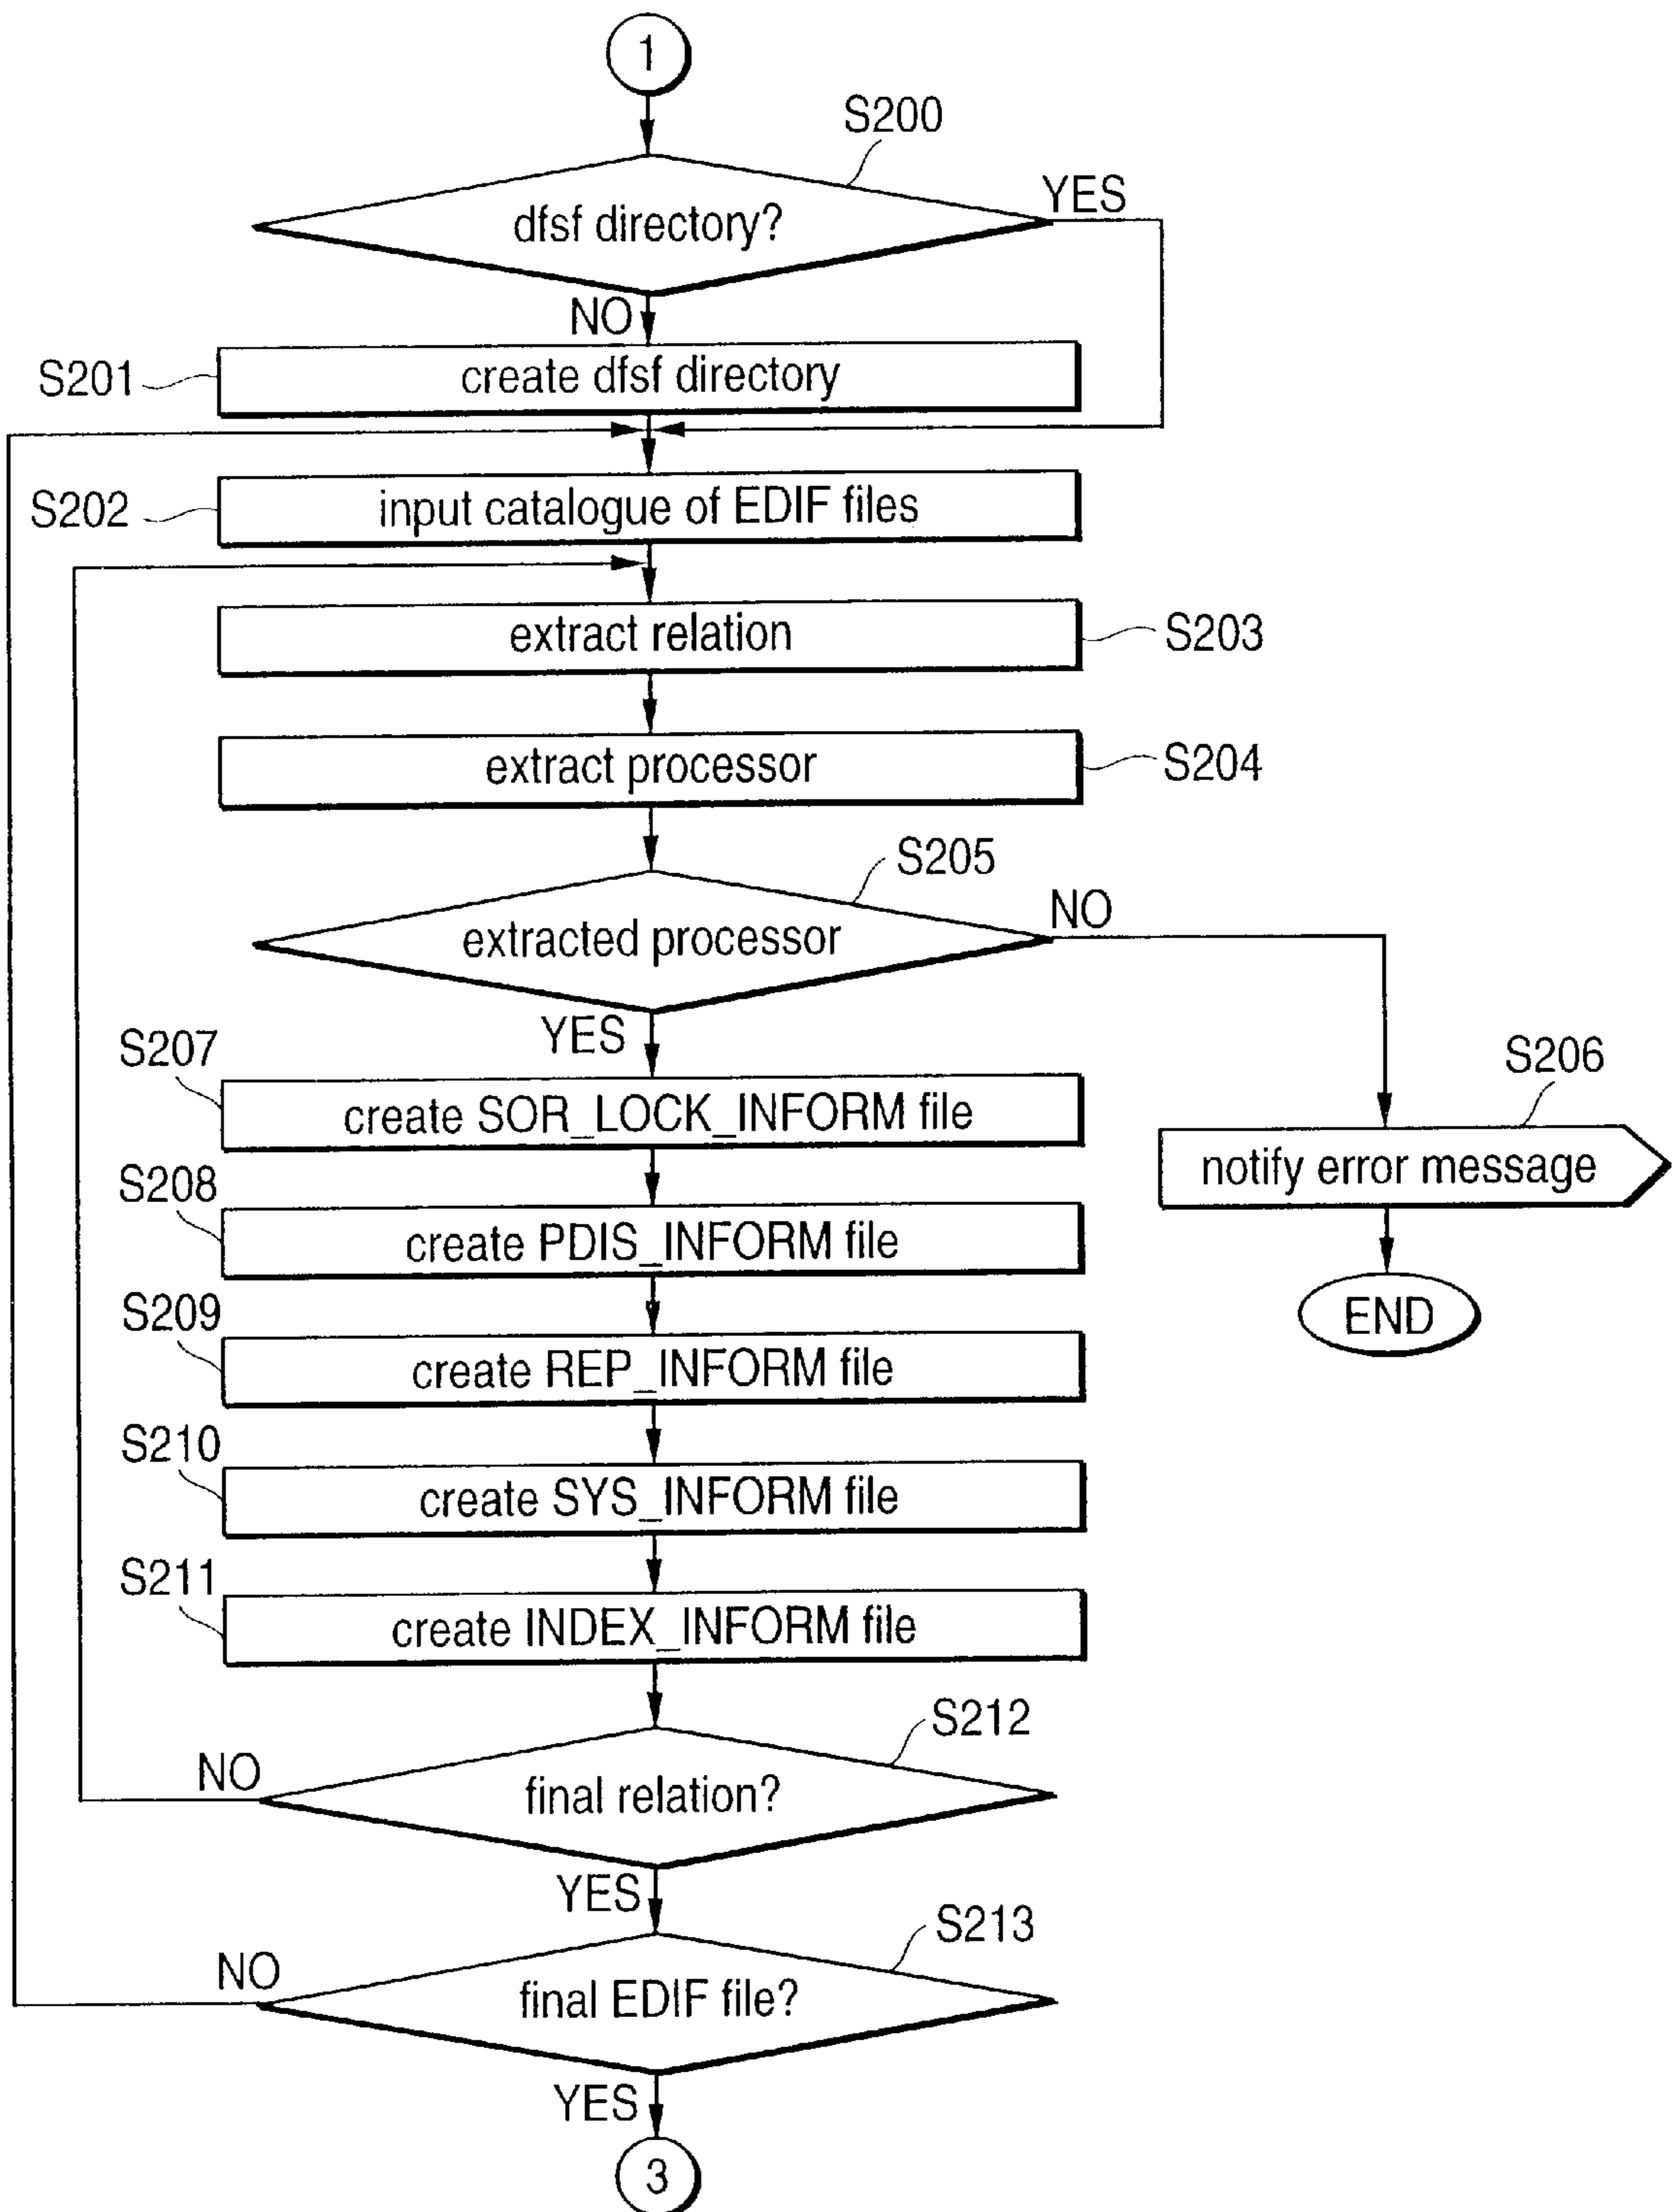 1
S200
dfsf directory?
YES
NO
S201
create dfsf directory
S202
input catalogue of EDIF files
extract relation
S203
extract processor
S204
S205
extracted processor
NO
YES
S207
create SOR_LOCK_INFORM file
S206
notify error message
S208
create PDIS_INFORM file
END
S209
create REP_INFORM file
S210
create SYS_INFORM file
S211
create INDEX_INFORM file
S212
NO
final relation?
YES
S213
NO
final EDIF file?
YES
3